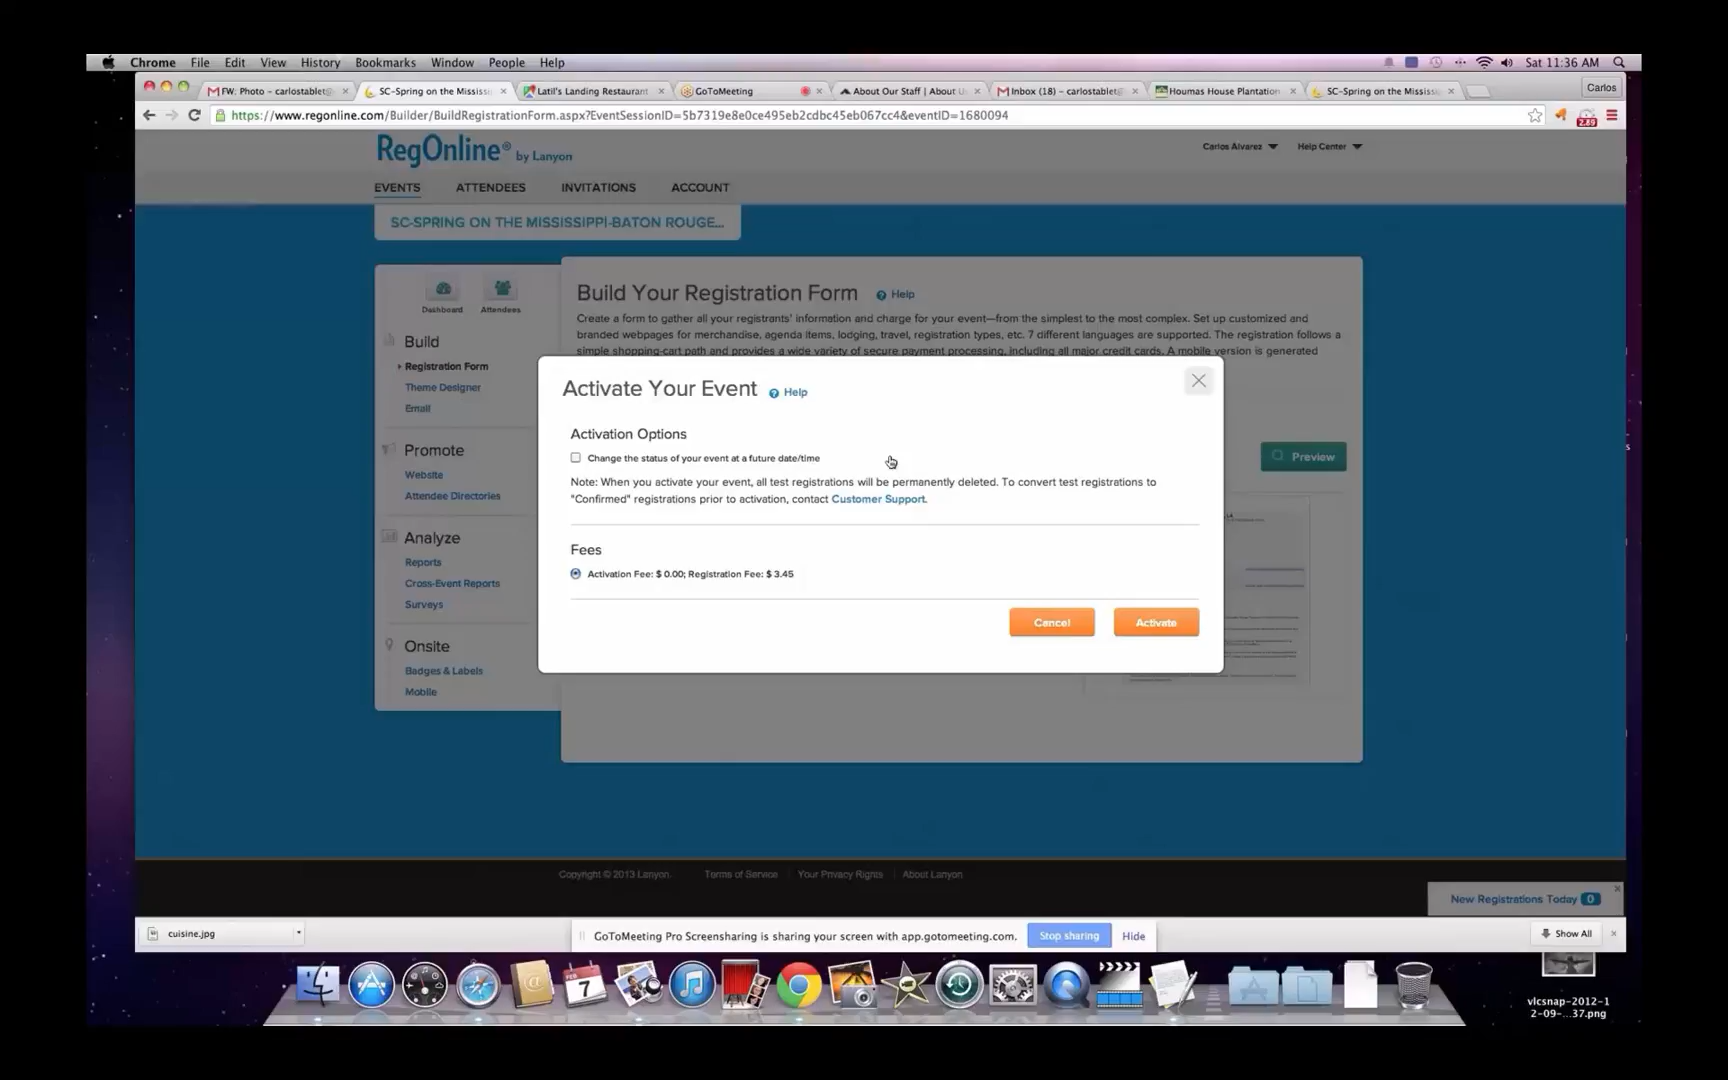 Chrome File Edit View History Bookmarks Window People Help
Sat 11:36 AM
FW: Photo – carlostablet@
SC-Spring on the Mississi
Latil's Landing Restaurant
GoToMeeting
About Our Staff | About U
Inbox (18) – carlostablet@
Houmas House Plantation
SC-Spring on the Mississi
Carlos
https://www.regonline.com/Builder/BuildRegistrationForm.aspx?EventSessionID=5b7319e8e0ce495eb2cdbc45eb067cc4&eventID=1680094
2.89
RegOnline® by Lanyon
Carlos Alvarez
Help Center
EVENTS ATTENDEES INVITATIONS ACCOUNT
SC-SPRING ON THE MISSISSIPPI-BATON ROUGE...
Dashboard
Attendees
Build
Registration Form
Theme Designer
Email
Promote
Website
Attendee Directories
Analyze
Reports
Cross-Event Reports
Surveys
Onsite
Badges & Labels
Mobile
Build Your Registration Form Help
Create a form to gather all your registrants' information and charge for your event—from the simplest to the most complex. Set up customized and
branded webpages for merchandise, agenda items, lodging, travel, registration types, etc. 7 different languages are supported. The registration follows a
simple shopping-cart path and provides a wide variety of secure payment processing, including all major credit cards. A mobile version is generated
Preview
Activate Your Event Help
Activation Options
Change the status of your event at a future date/time
Note: When you activate your event, all test registrations will be permanently deleted. To convert test registrations to
"Confirmed" registrations prior to activation, contact Customer Support.
Fees
Activation Fee: $ 0.00; Registration Fee: $ 3.45
Cancel
Activate
Copyright © 2013 Lanyon. Terms of Service Your Privacy Rights About Lanyon
New Registrations Today 0
cuisine.jpg
GoToMeeting Pro Screensharing is sharing your screen with app.gotomeeting.com.
Stop sharing
Hide
Show All
FEB
7
vlcsnap-2012-1
2-09-...37.png